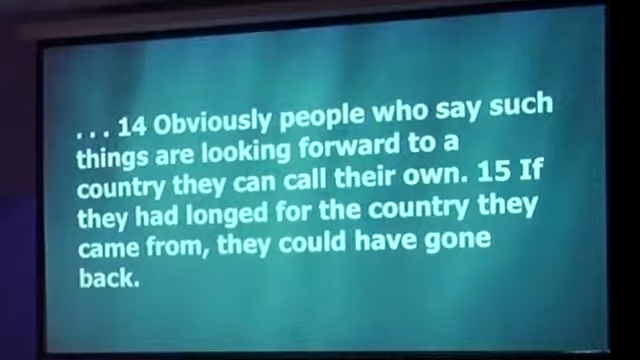 . . . 14 Obviously people who say such
things are looking forward to a
country they can call their own. 15 If
they had longed for the country they
came from, they could have gone
back.